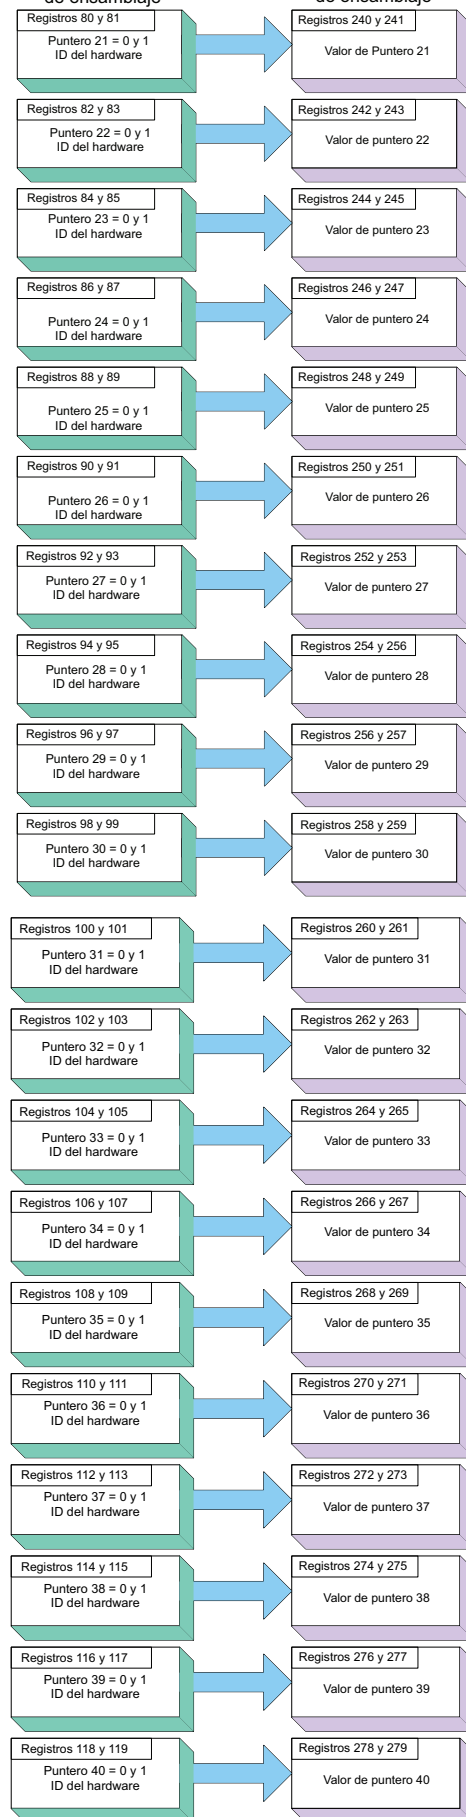 de ensamblaje
de ensamblaje
Registros 80 y 81
Puntero 21 = 0 y 1
ID del hardware
Registros 240 y 241
Valor de Puntero 21
Registros 82 y 83
Puntero 22 = 0 y 1
ID del hardware
Registros 242 y 243
Valor de puntero 22
Registros 84 y 85
Puntero 23 = 0 y 1
ID del hardware
Registros 244 y 245
Valor de puntero 23
Registros 86 y 87
Puntero 24 = 0 y 1
ID del hardware
Registros 246 y 247
Valor de puntero 24
Registros 88 y 89
Puntero 25 = 0 y 1
ID del hardware
Registros 248 y 249
Valor de puntero 25
Registros 90 y 91
Puntero 26 = 0 y 1
ID del hardware
Registros 250 y 251
Valor de puntero 26
Registros 92 y 93
Puntero 27 = 0 y 1
ID del hardware
Registros 252 y 253
Valor de puntero 27
Registros 94 y 95
Puntero 28 = 0 y 1
ID del hardware
Registros 254 y 256
Valor de puntero 28
Registros 96 y 97
Puntero 29 = 0 y 1
ID del hardware
Registros 256 y 257
Valor de puntero 29
Registros 98 y 99
Puntero 30 = 0 y 1
ID del hardware
Registros 258 y 259
Valor de puntero 30
Registros 100 y 101
Puntero 31 = 0 y 1
ID del hardware
Registros 260 y 261
Valor de puntero 31
Registros 102 y 103
Puntero 32 = 0 y 1
ID del hardware
Registros 262 y 263
Valor de puntero 32
Registros 104 y 105
Puntero 33 = 0 y 1
ID del hardware
Registros 264 y 265
Valor de puntero 33
Registros 106 y 107
Puntero 34 = 0 y 1
ID del hardware
Registros 266 y 267
Valor de puntero 34
Registros 108 y 109
Puntero 35 = 0 y 1
ID del hardware
Registros 268 y 269
Valor de puntero 35
Registros 110 y 111
Puntero 36 = 0 y 1
ID del hardware
Registros 270 y 271
Valor de puntero 36
Registros 112 y 113
Puntero 37 = 0 y 1
ID del hardware
Registros 272 y 273
Valor de puntero 37
Registros 114 y 115
Puntero 38 = 0 y 1
ID del hardware
Registros 274 y 275
Valor de puntero 38
Registros 116 y 117
Puntero 39 = 0 y 1
ID del hardware
Registros 276 y 277
Valor de puntero 39
Registros 118 y 119
Puntero 40 = 0 y 1
ID del hardware
Registros 278 y 279
Valor de puntero 40